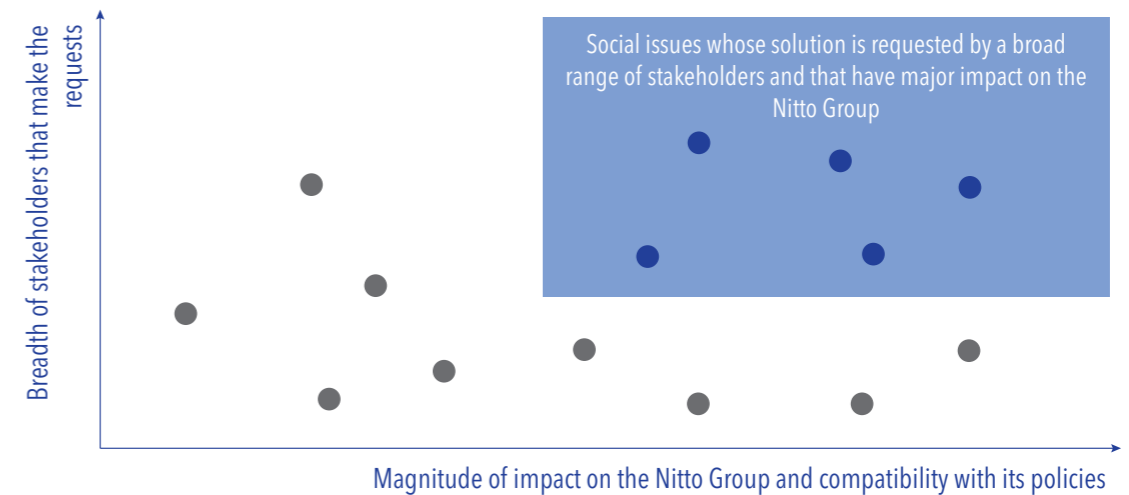 Breadth of stakeholders that make the
requests
Social issues whose solution is requested by a broad
range of stakeholders and that have major impact on the
Nitto Group
Magnitude of impact on the Nitto Group and compatibility with its policies